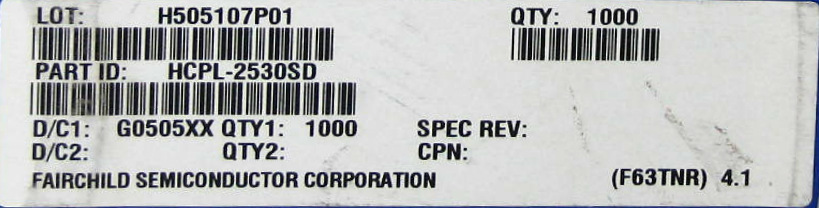 LOT: H505107P01 QTY: 1000
PART ID: HCPL-2530SD
D/C1: G0505XX QTY1: 1000 SPEC REV:
D/C2: QTY2: CPN:
FAIRCHILD SEMICONDUCTOR CORPORATION (F63TNR) 4.1